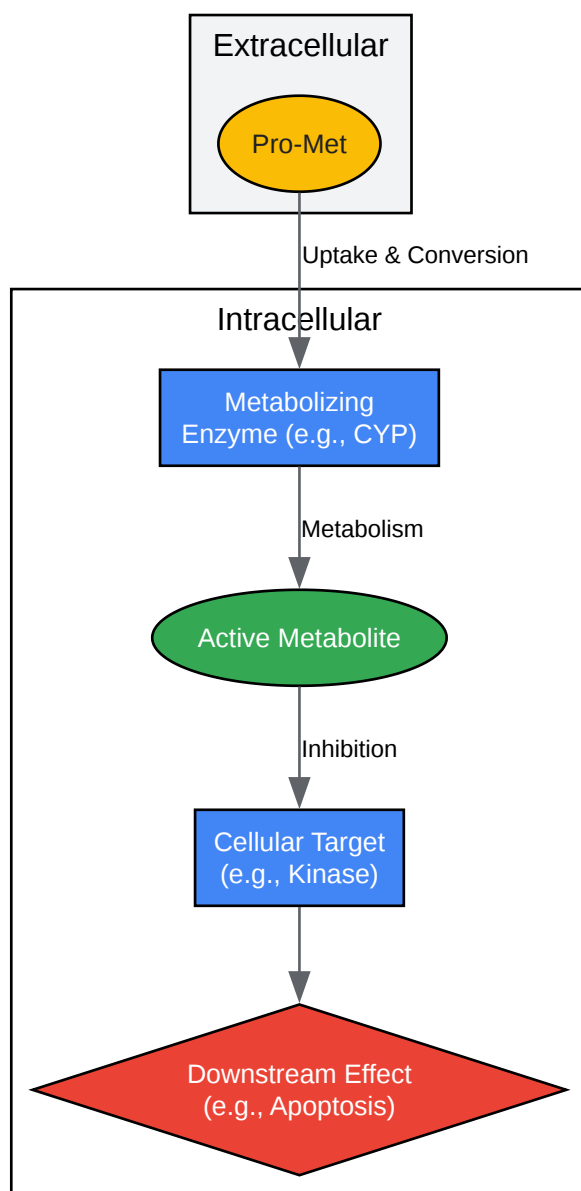 Extracellular
Pro-Met
Uptake & Conversion
Intracellular
Metabolizing
Enzyme (e.g., CYP)
Metabolism
Active Metabolite
Inhibition
Cellular Target
(e.g., Kinase)
Downstream Effect
(e.g., Apoptosis)